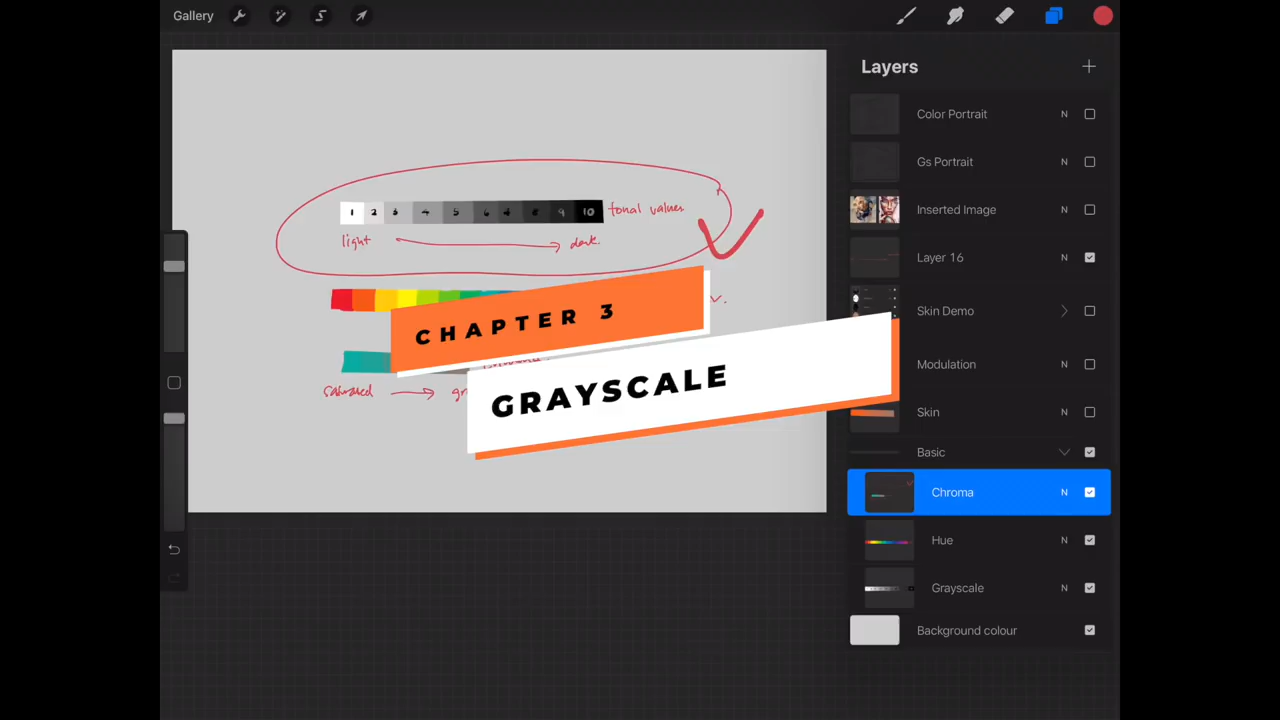 Gallery
Layers
Color Portrait N
Gs Portrait N
Inserted Image N
Layer 16 N
Skin Demo
Modulation N
Skin N
Basic
Chroma N
Hue N
Grayscale N
Background colour
1 2 3 4 5 6 7 8 9 10 tonal values
light dark.
CHAPTER 3
GRAYSCALE
saturated